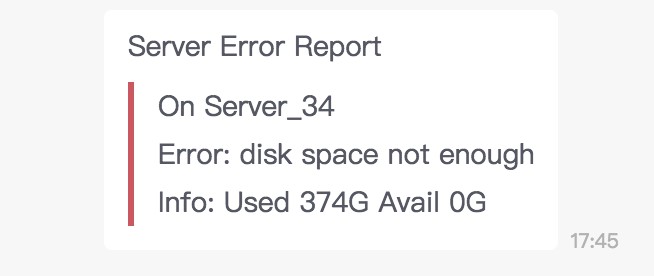 Server Error Report
On Server_34
Error: disk space not enough
Info: Used 374G Avail 0G
17:45